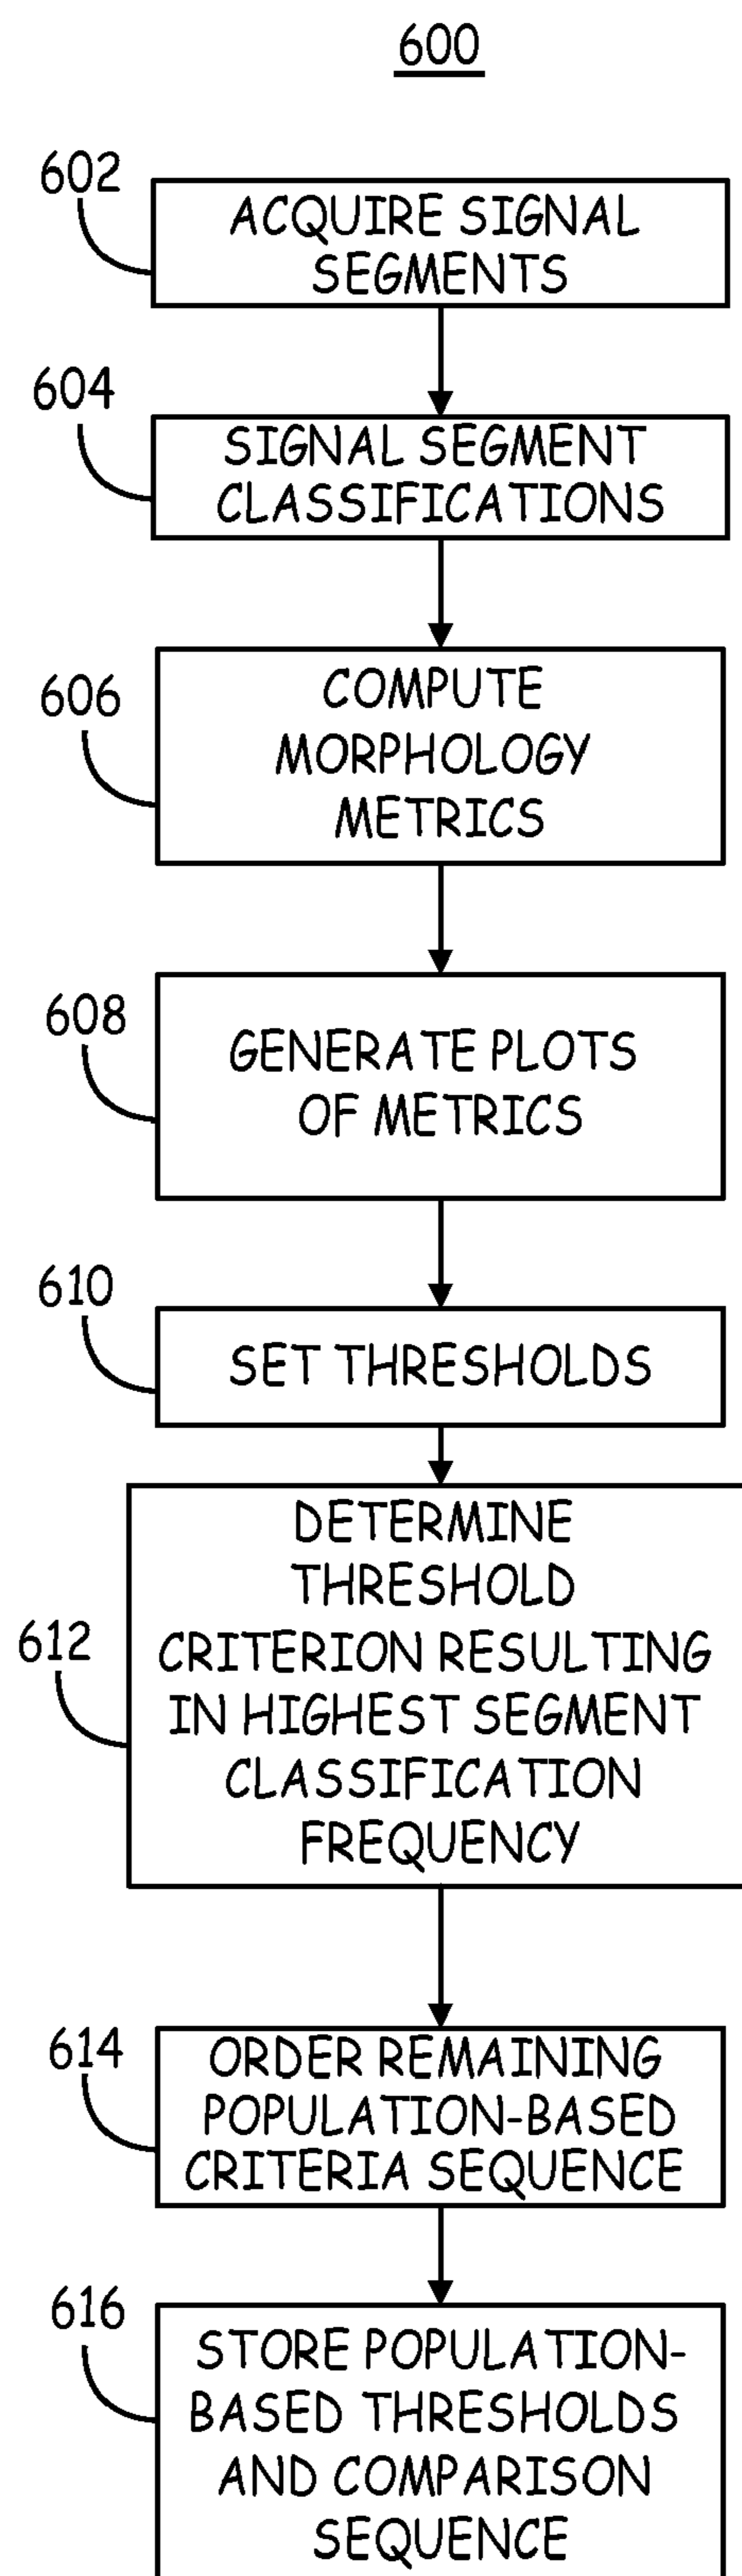 600
602
ACQUIRE SIGNAL
SEGMENTS
604
SIGNAL SEGMENT
CLASSIFICATIONS
606
COMPUTE
MORPHOLOGY
METRICS
608
GENERATE PLOTS
OF METRICS
610
SET THRESHOLDS
612
DETERMINE
THRESHOLD
CRITERION RESULTING
IN HIGHEST SEGMENT
CLASSIFICATION
FREQUENCY
614
ORDER REMAINING
POPULATION-BASED
CRITERIA SEQUENCE
616
STORE POPULATION-
BASED THRESHOLDS
AND COMPARISON
SEQUENCE